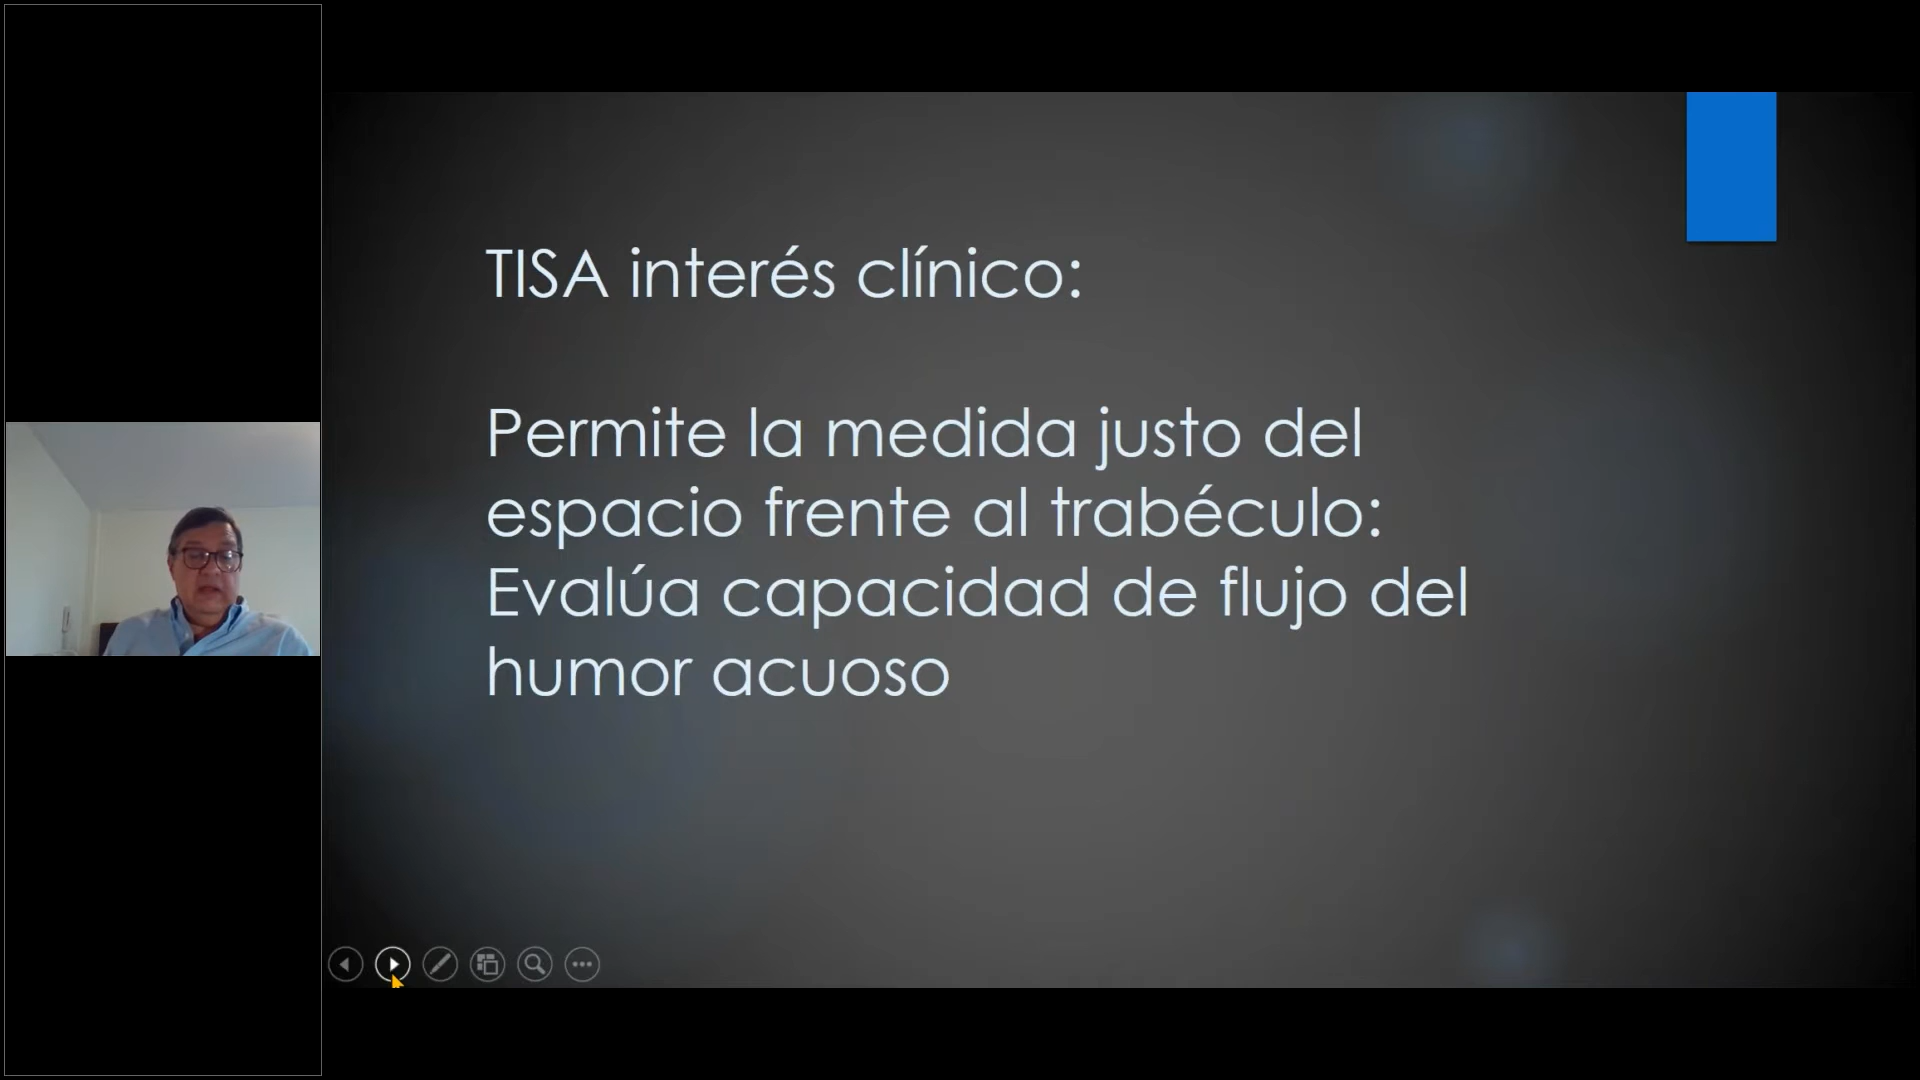 TISA interés clínico:
Permite la medida justo del
espacio frente al trabéculo:
Evalúa capacidad de flujo del
humor acuoso